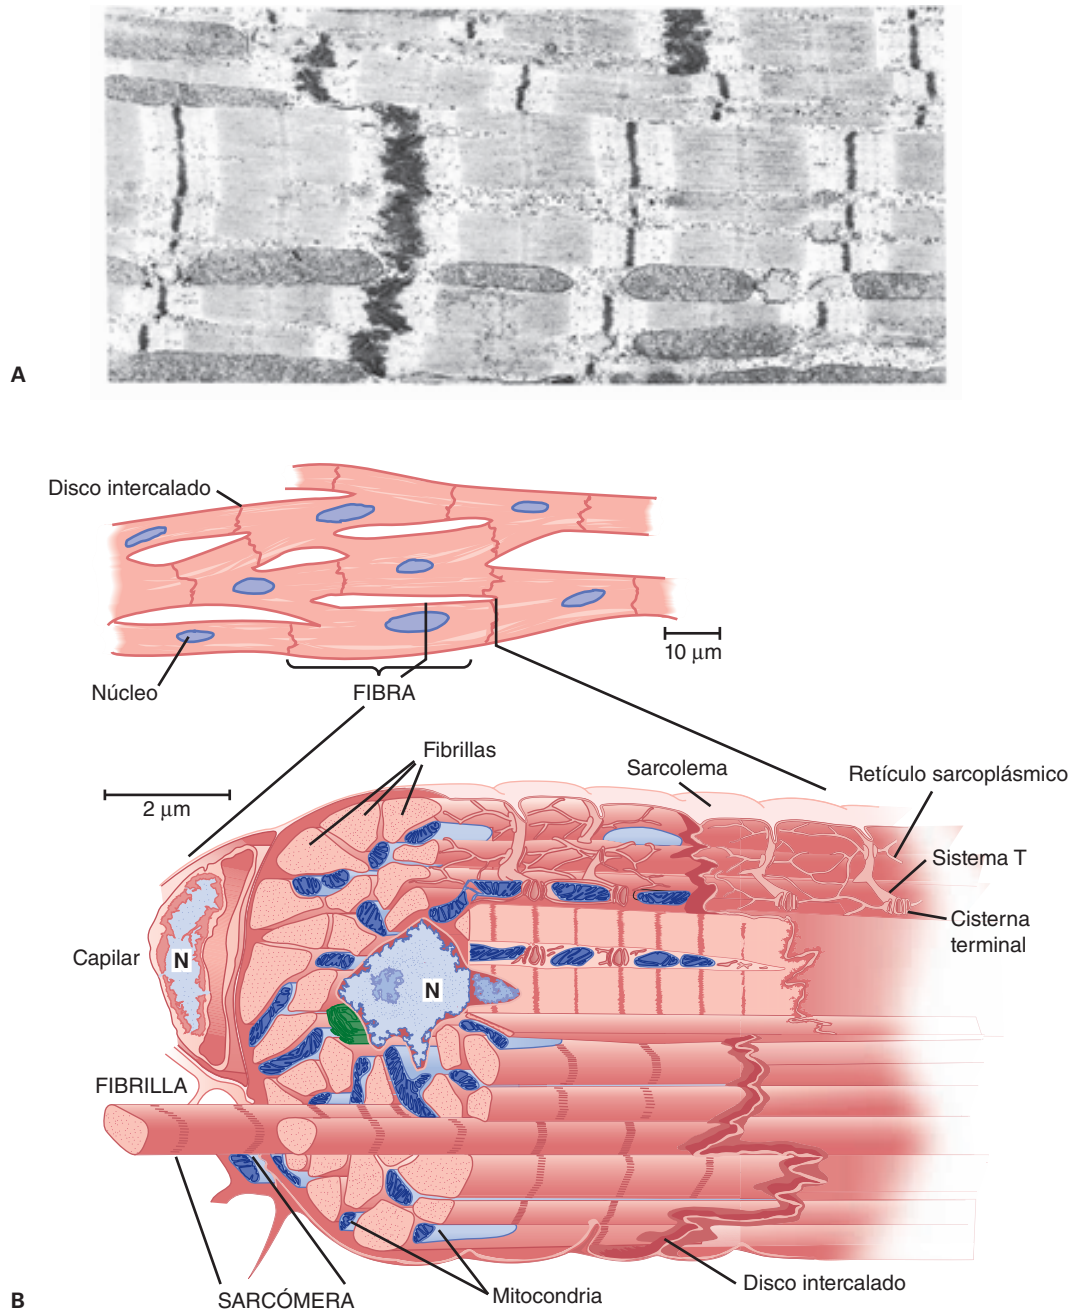 A
Disco intercalado
10 μm
Núcleo
FIBRA
Fibrillas
Sarcolema
Retículo sarcoplásmico
2 μm
Sistema T
Cisterna
terminal
Capilar
N
N
FIBRILLA
Disco intercalado
Mitocondria
SARCÓMERA
B